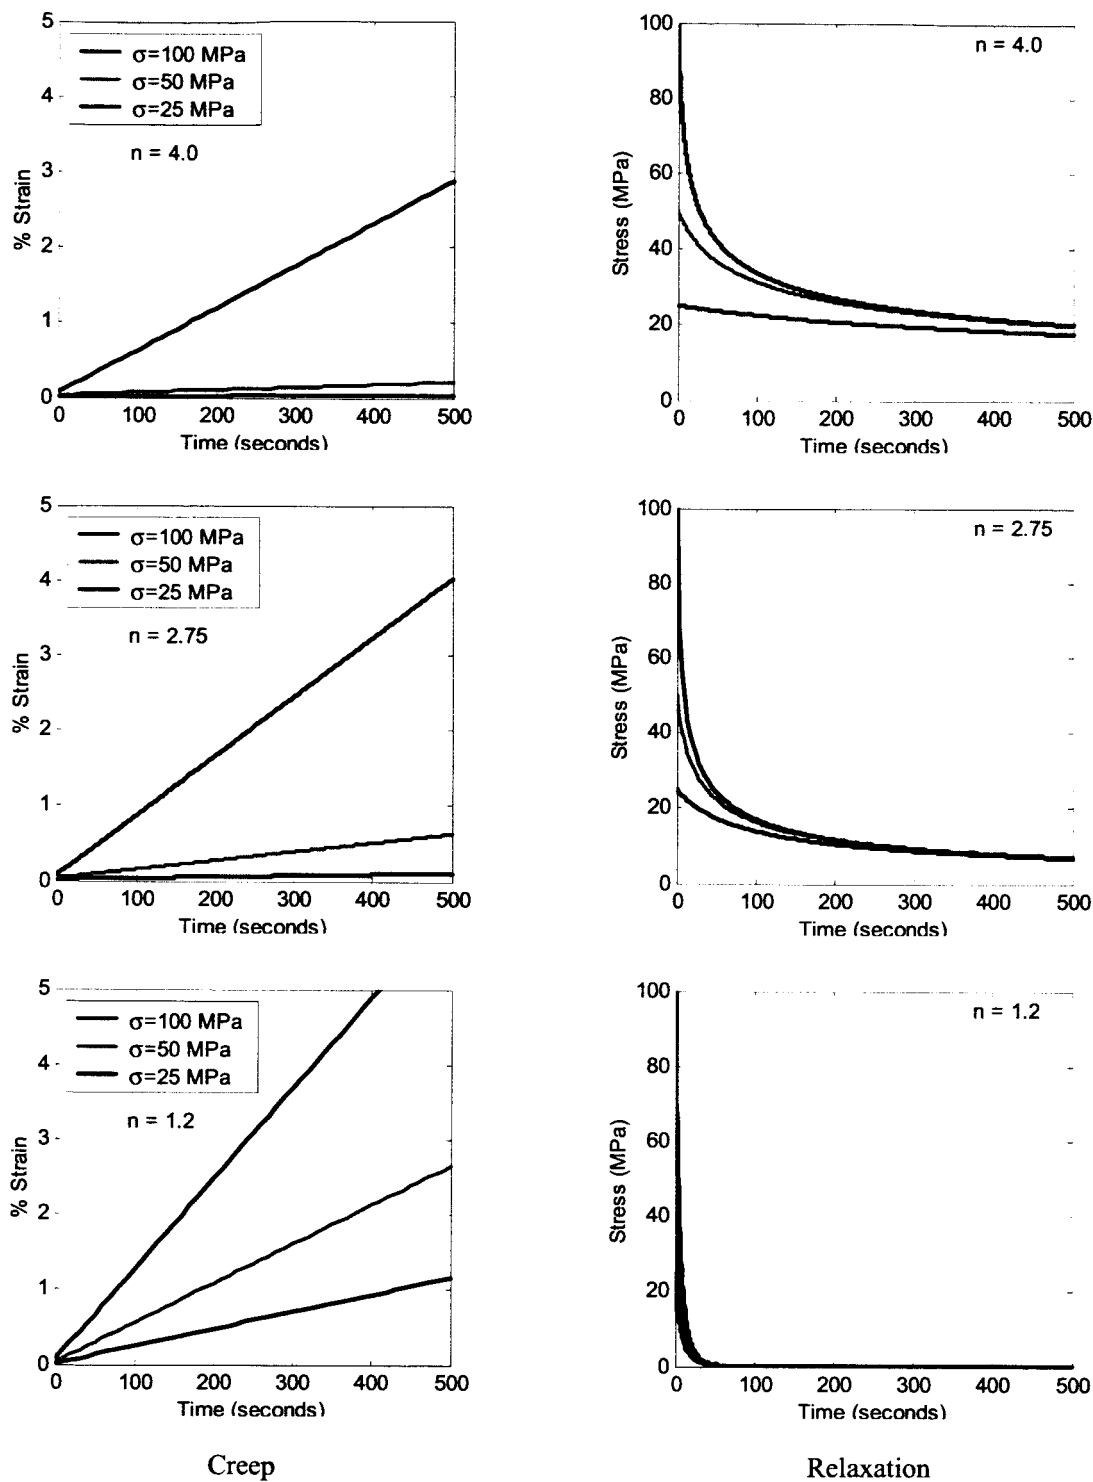 5
σ=100 MPa
σ=50 MPa
σ=25 MPa
4
n = 4.0
3
% Strain
2
1
0
0 100 200 300 400 500
Time (seconds)
100
n = 4.0
80
60
Stress (MPa)
40
20
0
0 100 200 300 400 500
Time (seconds)
5
σ=100 MPa
σ=50 MPa
σ=25 MPa
4
n = 2.75
3
% Strain
2
1
0
0 100 200 300 400 500
Time (seconds)
100
n = 2.75
80
60
Stress (MPa)
40
20
0
0 100 200 300 400 500
Time (seconds)
5
σ=100 MPa
σ=50 MPa
σ=25 MPa
4
n = 1.2
3
% Strain
2
1
0
0 100 200 300 400 500
Time (seconds)
100
n = 1.2
80
60
Stress (MPa)
40
20
0
0 100 200 300 400 500
Time (seconds)
Creep
Relaxation